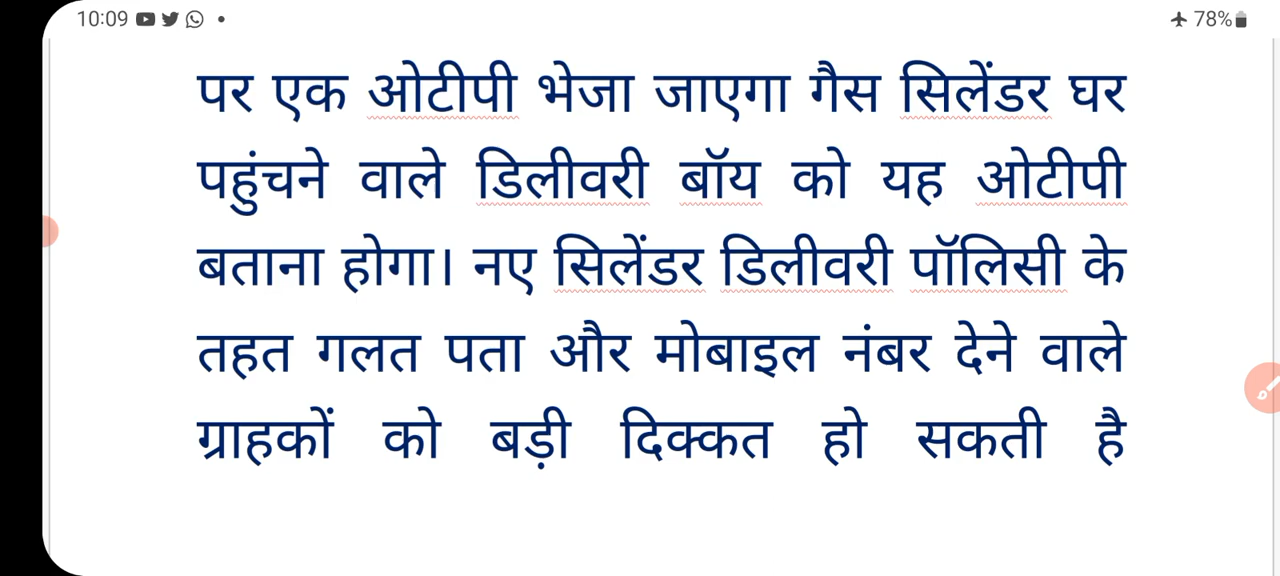 10:09
78%
पर एक ओटीपी भेजा जाएगा गैस सिलेंडर घर
पहुंचने वाले डिलीवरी बॉय को यह ओटीपी
बताना होगा। नए सिलेंडर डिलीवरी पॉलिसी के
तहत गलत पता और मोबाइल नंबर देने वाले
ग्राहकों को बड़ी दिक्कत हो सकती है